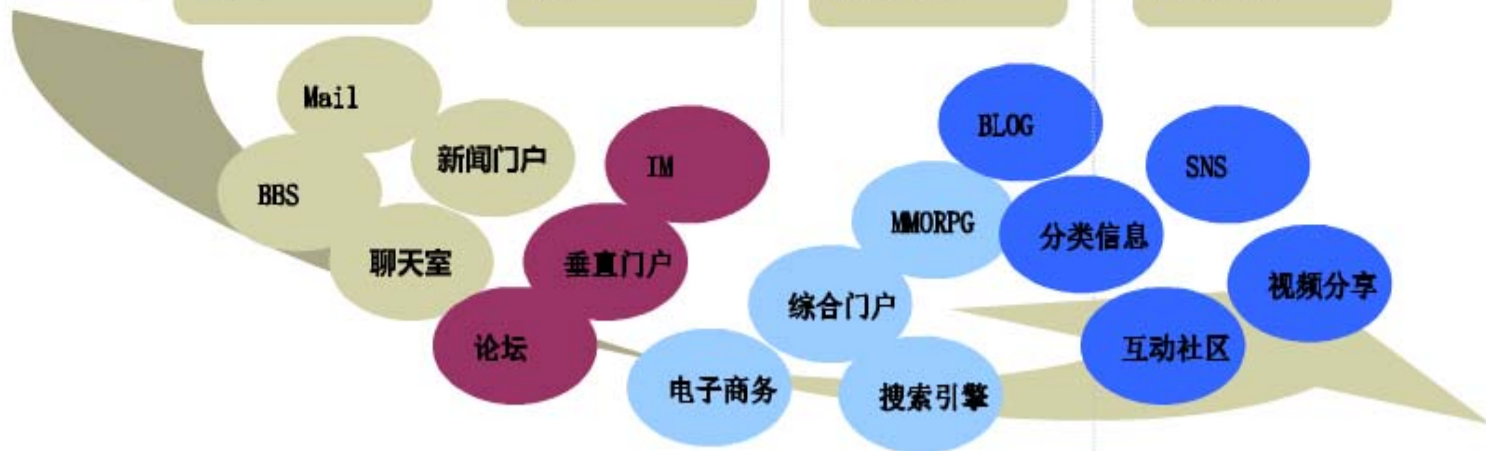 Mail
新闻门户
BBS
聊天室
IM
垂直门户
论坛
BLOG
MMORPG
分类信息
综合门户
电子商务
搜索引擎
SNS
视频分享
互动社区